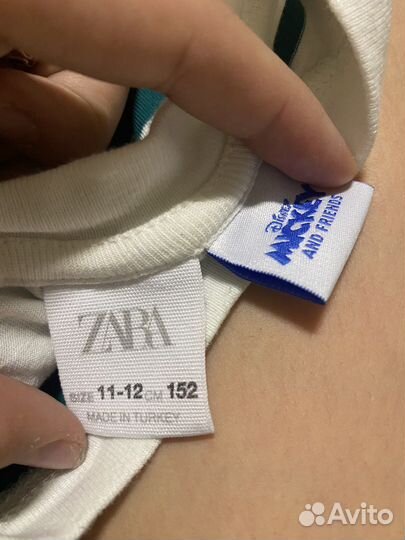 Disney
MICKEY
AND FRIENDS
ZARA
SIZE 11-12 CM 152
MADE IN TURKEY
Avito